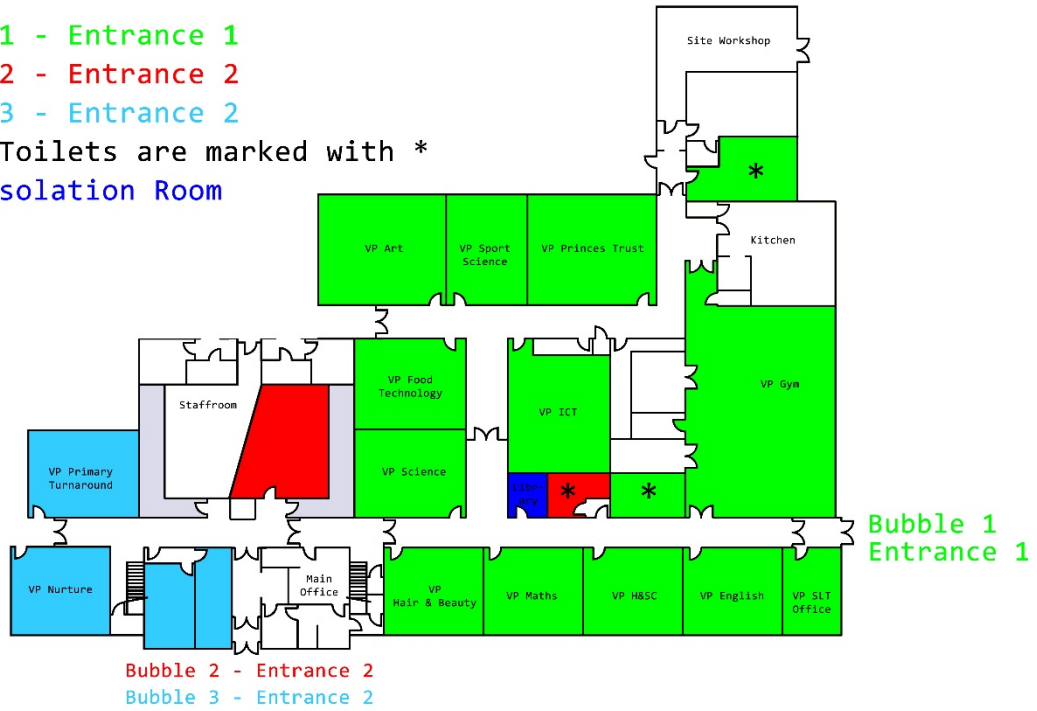 1 - Entrance 1
2 - Entrance 2
3 - Entrance 2
Toilets are marked with *
solation Room
Site Workshop
*
VP Art
VP Sport
Science
VP Princes Trust
Kitchen
VP Food
Technology
VP ICT
VP Gym
Staffroom
VP Primary
Turnaround
VP Science
Libr-
ary
*
*
Bubble 1
Entrance 1
VP Nurture
Main
Office
VP
Hair & Beauty
VP Maths
VP H&SC
VP English
VP SLT
Office
Bubble 2 - Entrance 2
Bubble 3 - Entrance 2